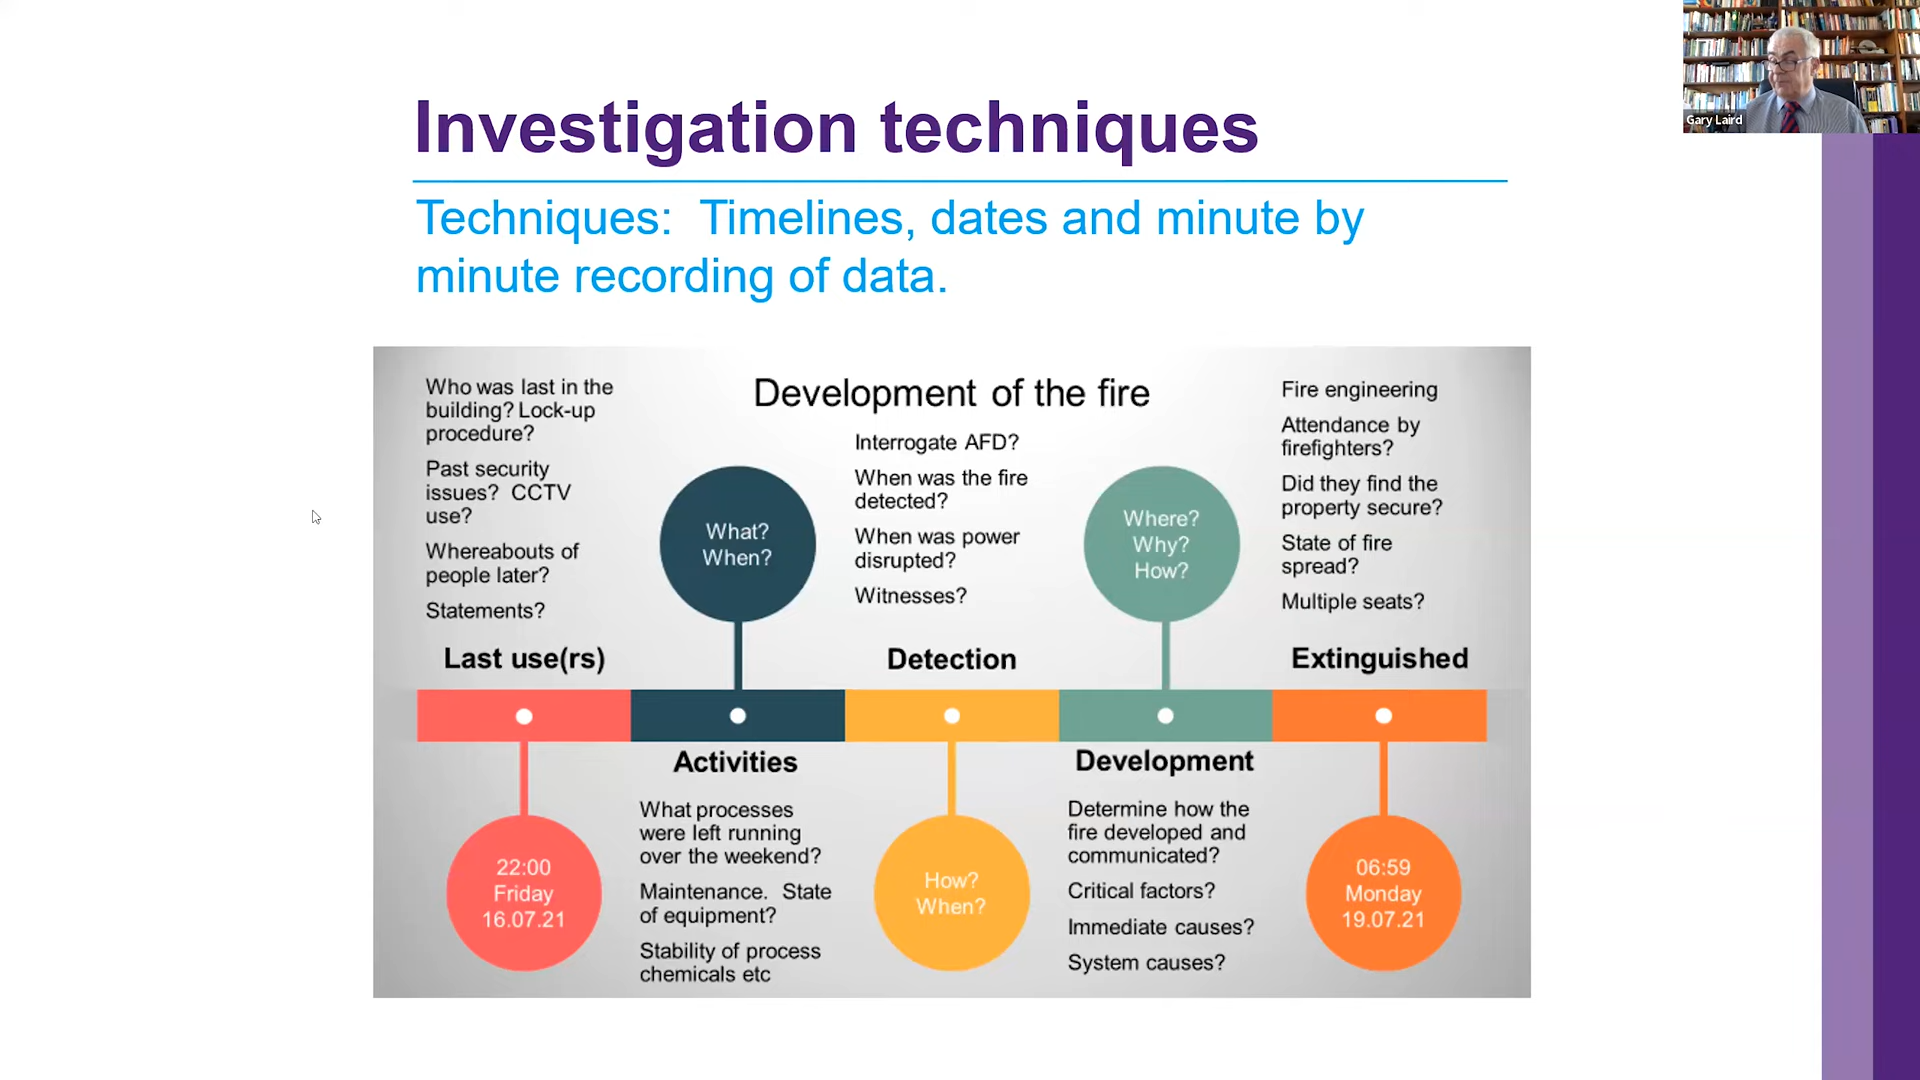 Investigation techniques
Techniques:  Timelines, dates and minute by
minute recording of data.
Gary Laird
Development of the fire
Who was last in the
building? Lock-up
procedure?
Past security
issues?  CCTV
use?
Whereabouts of
people later?
Statements?
Last use(rs)
22:00
Friday
16.07.21
What?
When?
Activities
What processes
were left running
over the weekend?
Maintenance.  State
of equipment?
Stability of process
chemicals etc
Interrogate AFD?
When was the fire
detected?
When was power
disrupted?
Witnesses?
Detection
How?
When?
Where?
Why?
How?
Development
Determine how the
fire developed and
communicated?
Critical factors?
Immediate causes?
System causes?
Fire engineering
Attendance by
firefighters?
Did they find the
property secure?
State of fire
spread?
Multiple seats?
Extinguished
06:59
Monday
19.07.21